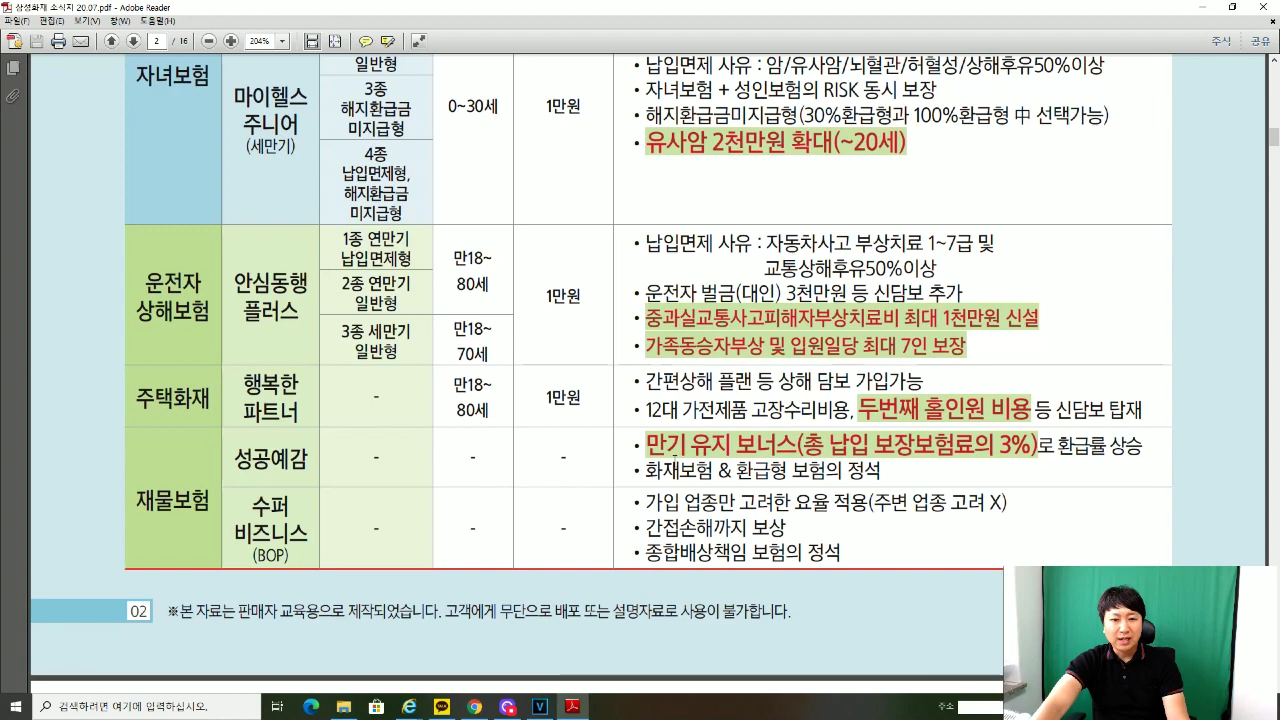 삼성화재 소식지 20.07.pdf - Adobe Reader
파일(F) 편집(E) 보기(V) 창(W) 도움말(H)
2 / 16 204% 주석 공유
자녀보험
마이헬스
주니어
(세만기)
일반형
3종
해지환급금
미지급형
4종
납입면제형,
해지환급금
미지급형
0~30세
1만원
• 납입면제 사유 : 암/유사암/뇌혈관/허혈성/상해후유50%이상
• 자녀보험 + 성인보험의 RISK 동시 보장
• 해지환급금미지급형(30%환급형과 100%환급형 中 선택가능)
• 유사암 2천만원 확대(~20세)
운전자
상해보험
안심동행
플러스
1종 연만기
납입면제형
2종 연만기
일반형
3종 세만기
일반형
만18~
80세
만18~
70세
1만원
• 납입면제 사유 : 자동차사고 부상치료 1~7급 및
교통상해후유50%이상
• 운전자 벌금(대인) 3천만원 등 신담보 추가
• 중과실교통사고피해자부상치료비 최대 1천만원 신설
• 가족동승자부상 및 입원일당 최대 7인 보장
주택화재
행복한
파트너
-
만18~
80세
1만원
• 간편상해 플랜 등 상해 담보 가입가능
• 12대 가전제품 고장수리비용, 두번째 홀인원 비용 등 신담보 탑재
재물보험
성공예감
- - -
• 만기 유지 보너스(총 납입 보장보험료의 3%)로 환급률 상승
• 화재보험 & 환급형 보험의 정석
수퍼
비즈니스
(BOP)
- - -
• 가입 업종만 고려한 요율 적용(주변 업종 고려 X)
• 간접손해까지 보상
• 종합배상책임 보험의 정석
02 ※본 자료는 판매자 교육용으로 제작되었습니다. 고객에게 무단으로 배포 또는 설명자료로 사용이 불가합니다.
검색하려면 여기에 입력하십시오.
주소